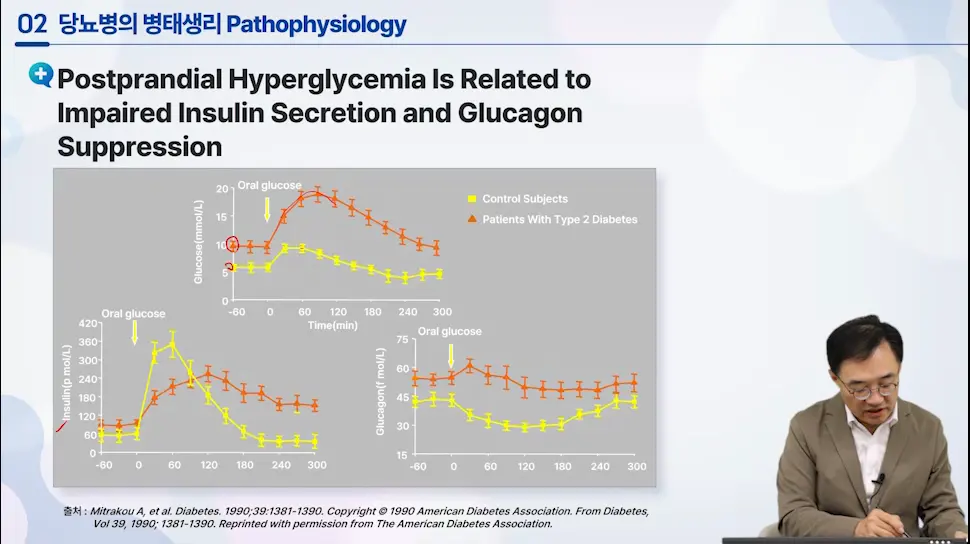 02 당뇨병의 병태생리 Pathophysiology
Postprandial Hyperglycemia Is Related to
Impaired Insulin Secretion and Glucagon
Suppression
Oral glucose
Glucose(mmol/L)
20
15
10
5
0
-60 0 60 120 180 240 300
Time(min)
Control Subjects
Patients With Type 2 Diabetes
Oral glucose
Insulin(p mol/L)
420
360
300
240
180
120
60
0
-60 0 60 120 180 240 300
Oral glucose
Glucagon(f mol/L)
75
60
45
30
15
-60 0 60 120 180 240 300
출처 : Mitrakou A, et al. Diabetes. 1990;39:1381-1390. Copyright © 1990 American Diabetes Association. From Diabetes,
Vol 39, 1990; 1381-1390. Reprinted with permission from The American Diabetes Association.